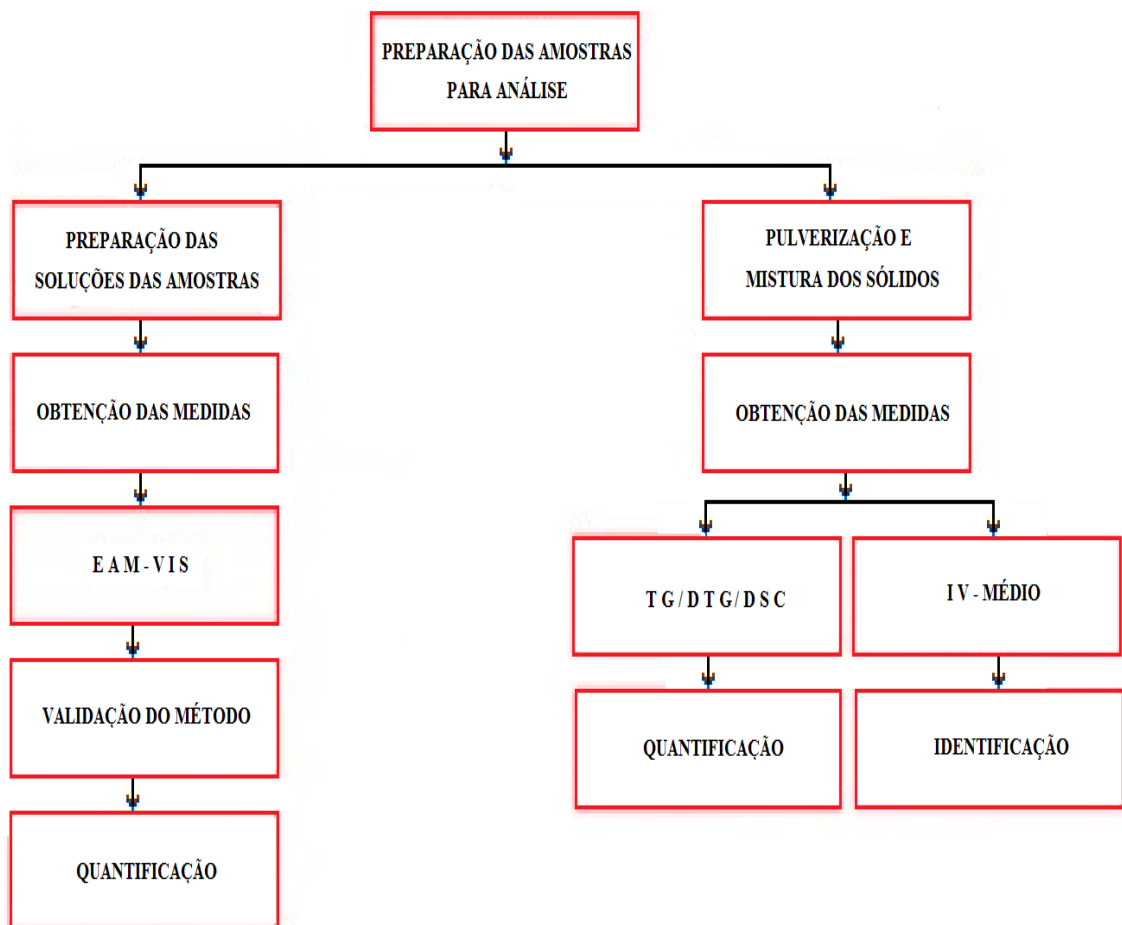 PREPARAÇÃO DAS AMOSTRAS
PARA ANÁLISE
PREPARAÇÃO DAS
SOLUÇÕES DAS AMOSTRAS
OBTENÇÃO DAS MEDIDAS
E A M - V I S
VALIDAÇÃO DO MÉTODO
QUANTIFICAÇÃO
PULVERIZAÇÃO E
MISTURA DOS SÓLIDOS
OBTENÇÃO DAS MEDIDAS
T G / D T G / D S C
QUANTIFICAÇÃO
I V - MÉDIO
IDENTIFICAÇÃO